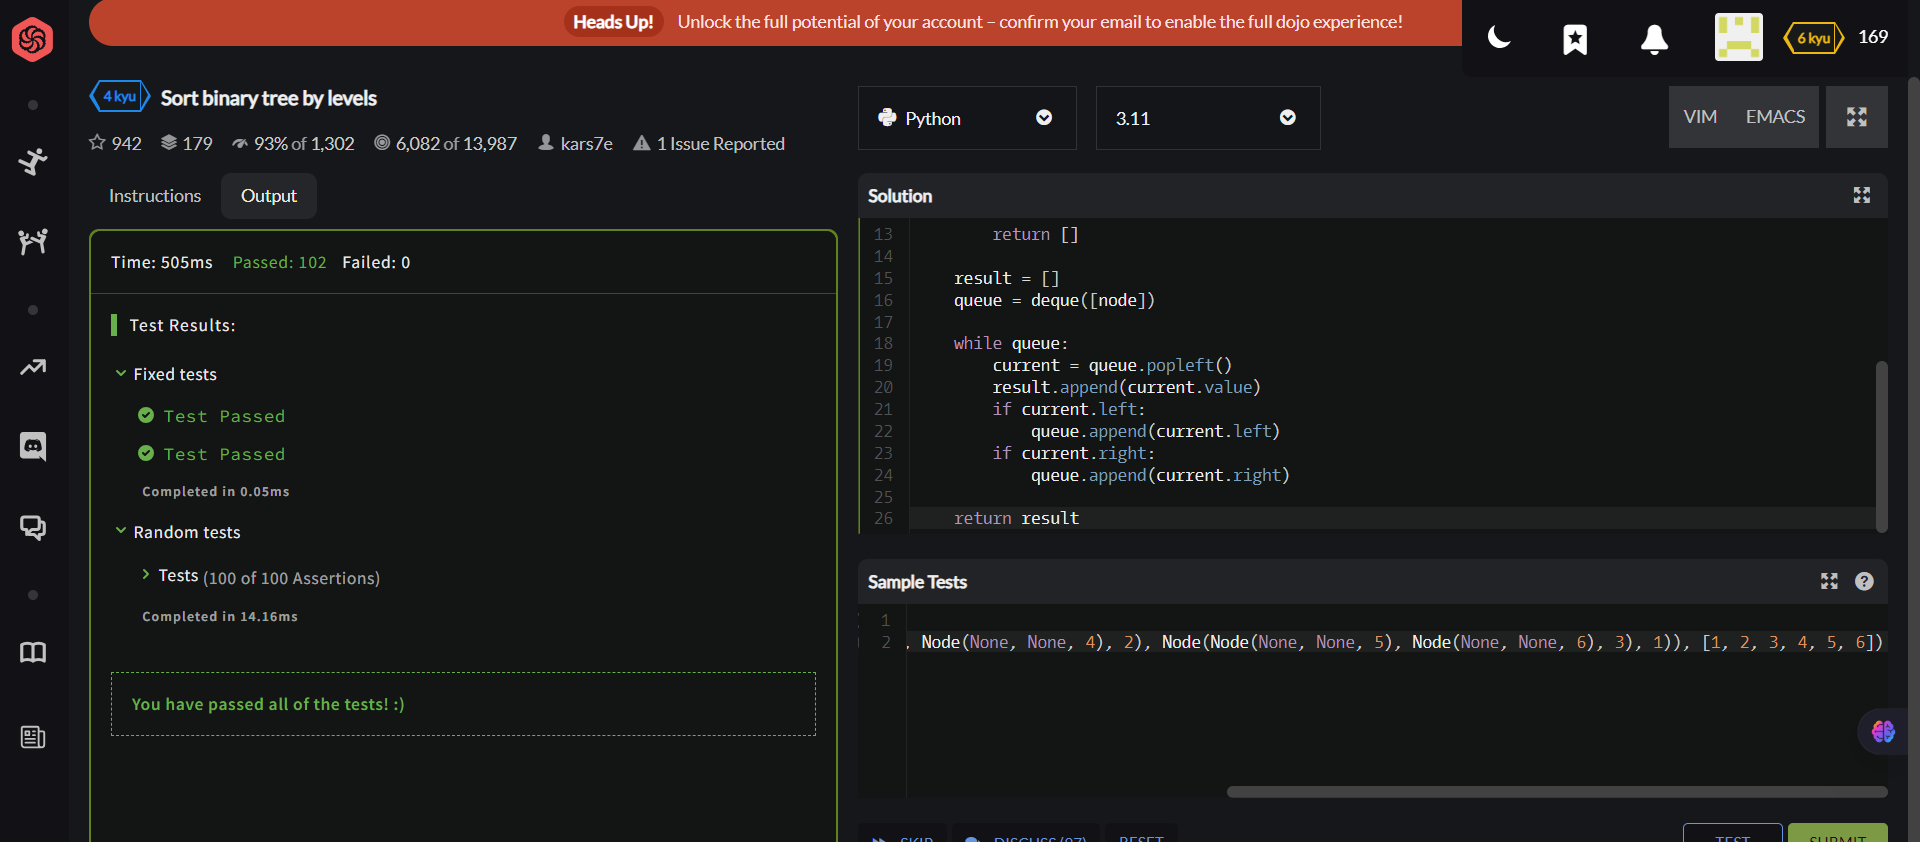 Heads Up! Unlock the full potential of your account – confirm your email to enable the full dojo experience!
6 kyu 169
4 kyu Sort binary tree by levels
942 179 93% of 1,302 6,082 of 13,987 kars7e 1 Issue Reported
Instructions Output
Time: 505ms Passed: 102 Failed: 0
Test Results:
Fixed tests
Test Passed
Test Passed
Completed in 0.05ms
Random tests
Tests (100 of 100 Assertions)
Completed in 14.16ms
You have passed all of the tests! :)
Python 3.11 VIM EMACS
Solution
13 return []
14
15 result = []
16 queue = deque([node])
17
18 while queue:
19 current = queue.popleft()
20 result.append(current.value)
21 if current.left:
22 queue.append(current.left)
23 if current.right:
24 queue.append(current.right)
25
26 return result
Sample Tests ?
1
2 , Node(None, None, 4), 2), Node(Node(None, None, 5), Node(None, None, 6), 3), 1)), [1, 2, 3, 4, 5, 6])
SKIP DISCUSS (97) RESET TEST SUBMIT